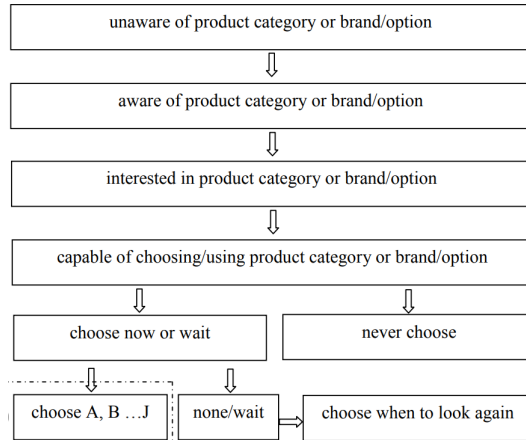 unaware of product category or brand/option
aware of product category or brand/option
interested in product category or brand/option
capable of choosing/using product category or brand/option
choose now or wait
never choose
choose A, B …J
none/wait
choose when to look again